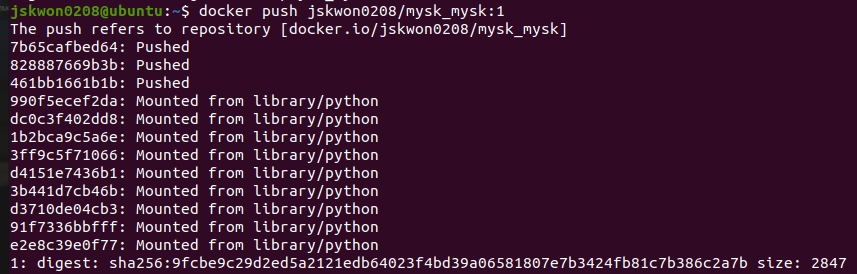 jskwon0208@ubuntu:~$ docker push jskwon0208/mysk_mysk:1
The push refers to repository [docker.io/jskwon0208/mysk_mysk]
7b65cafbed64: Pushed
828887669b3b: Pushed
461bb1661b1b: Pushed
990f5ecef2da: Mounted from library/python
dc0c3f402dd8: Mounted from library/python
1b2bca9c5a6e: Mounted from library/python
3ff9c5f71066: Mounted from library/python
d4151e7436b1: Mounted from library/python
3b441d7cb46b: Mounted from library/python
d3710de04cb3: Mounted from library/python
91f7336bbfff: Mounted from library/python
e2e8c39e0f77: Mounted from library/python
1: digest: sha256:9fcbe9c29d2ed5a2121edb64023f4bd39a06581807e7b3424fb81c7b386c2a7b size: 2847